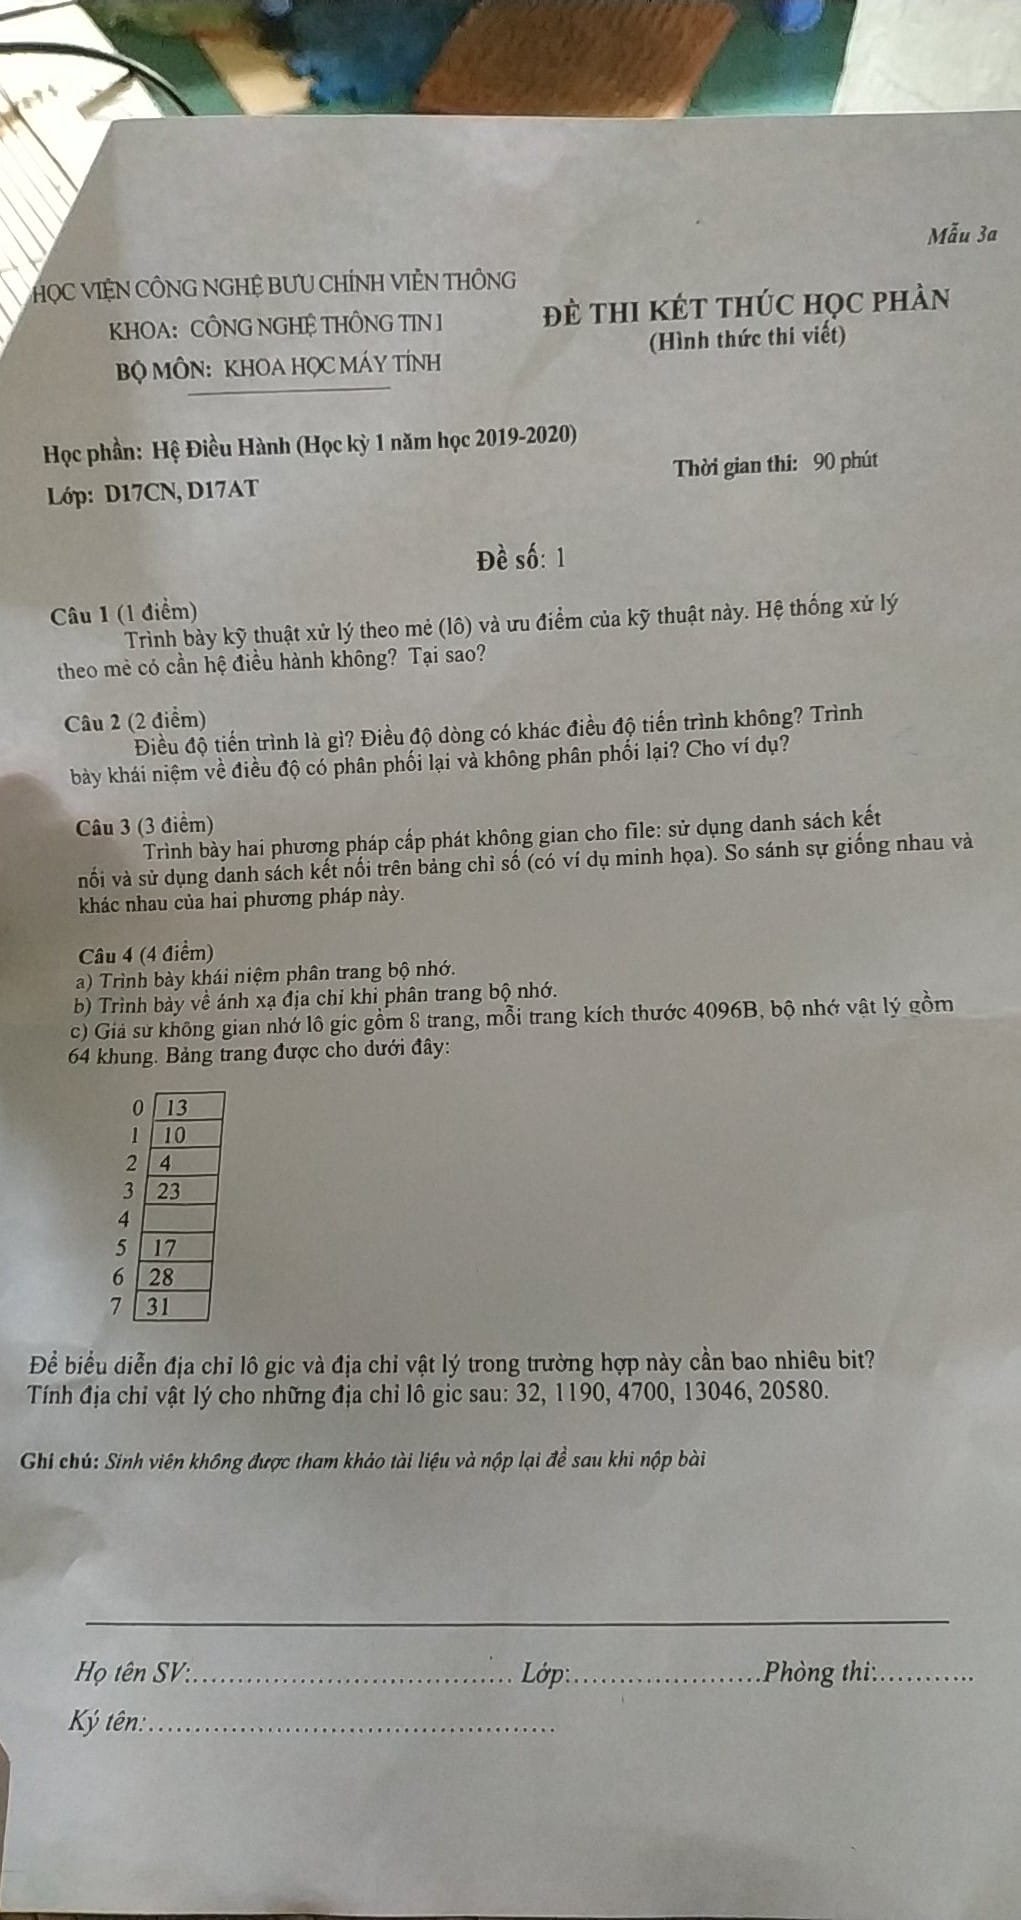 Mẫu 3a
HỌC VIỆN CÔNG NGHỆ BƯU CHÍNH VIỄN THÔNG
KHOA: CÔNG NGHỆ THÔNG TIN 1
BỘ MÔN: KHOA HỌC MÁY TÍNH
ĐỀ THI KẾT THÚC HỌC PHẦN
(Hình thức thi viết)
Học phần: Hệ Điều Hành (Học kỳ 1 năm học 2019-2020)
Lớp: D17CN, D17AT
Thời gian thi: 90 phút
Đề số: 1
Câu 1 (1 điểm)
Trình bày kỹ thuật xử lý theo mẻ (lô) và ưu điểm của kỹ thuật này. Hệ thống xử lý
theo mẻ có cần hệ điều hành không? Tại sao?
Câu 2 (2 điểm)
Điều độ tiến trình là gì? Điều độ dòng có khác điều độ tiến trình không? Trình
bày khái niệm về điều độ có phân phối lại và không phân phối lại? Cho ví dụ?
Câu 3 (3 điểm)
Trình bày hai phương pháp cấp phát không gian cho file: sử dụng danh sách kết
nối và sử dụng danh sách kết nối trên bảng chỉ số (có ví dụ minh họa). So sánh sự giống nhau và
khác nhau của hai phương pháp này.
Câu 4 (4 điểm)
a) Trình bày khái niệm phân trang bộ nhớ.
b) Trình bày về ánh xạ địa chỉ khi phân trang bộ nhớ.
c) Giả sử không gian nhớ lô gic gồm 8 trang, mỗi trang kích thước 4096B, bộ nhớ vật lý gồm
64 khung. Bảng trang được cho dưới đây:
0 13
1 10
2 4
3 23
4
5 17
6 28
7 31
Để biểu diễn địa chỉ lô gic và địa chỉ vật lý trong trường hợp này cần bao nhiêu bit?
Tính địa chỉ vật lý cho những địa chỉ lô gic sau: 32, 1190, 4700, 13046, 20580.
Ghi chú: Sinh viên không được tham khảo tài liệu và nộp lại đề sau khi nộp bài
Họ tên SV:........................................ Lớp:........................Phòng thi:............
Ký tên:....................................................